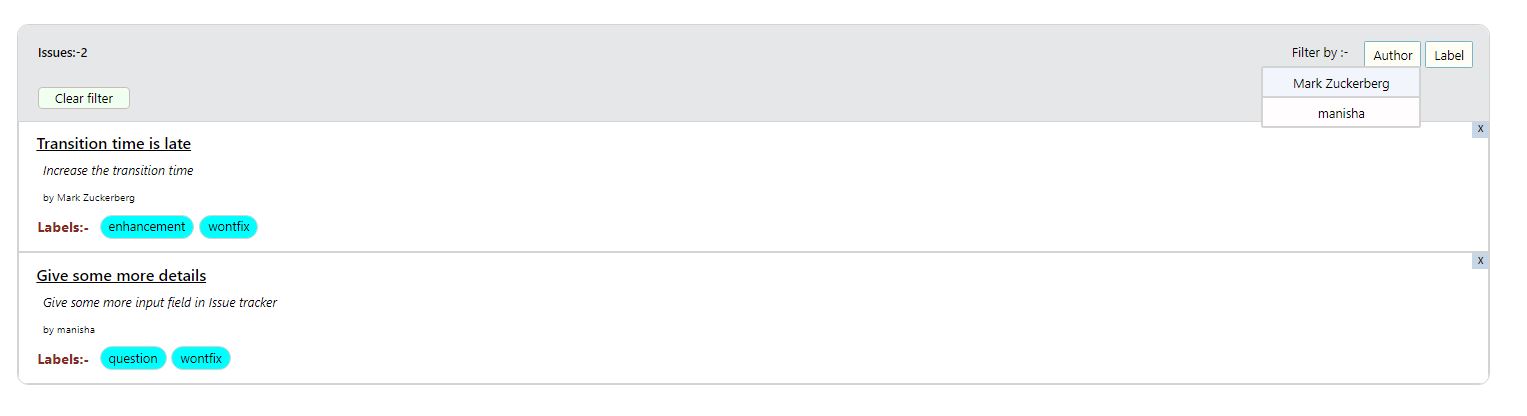 Issues:-2
Filter by :- Author Label
Mark Zuckerberg
Clear filter
manisha
x
Transition time is late
Increase the transition time
by Mark Zuckerberg
Labels:- enhancement wontfix
x
Give some more details
Give some more input field in Issue tracker
by manisha
Labels:- question wontfix